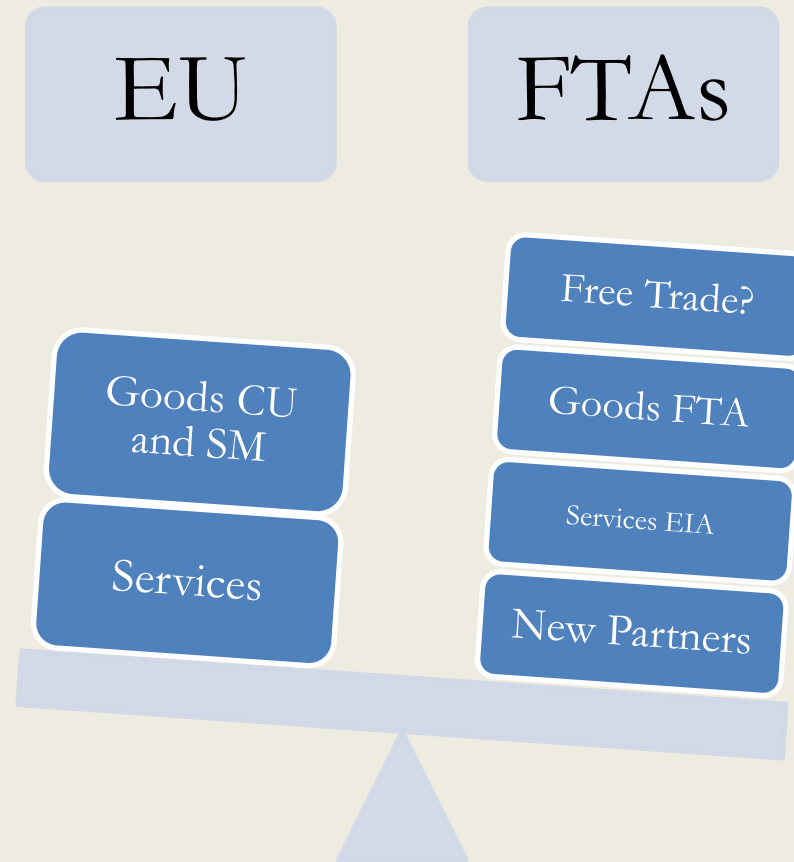 EU
FTAs
Goods CU
and SM
Services
Free Trade?
Goods FTA
Services EIA
New Partners